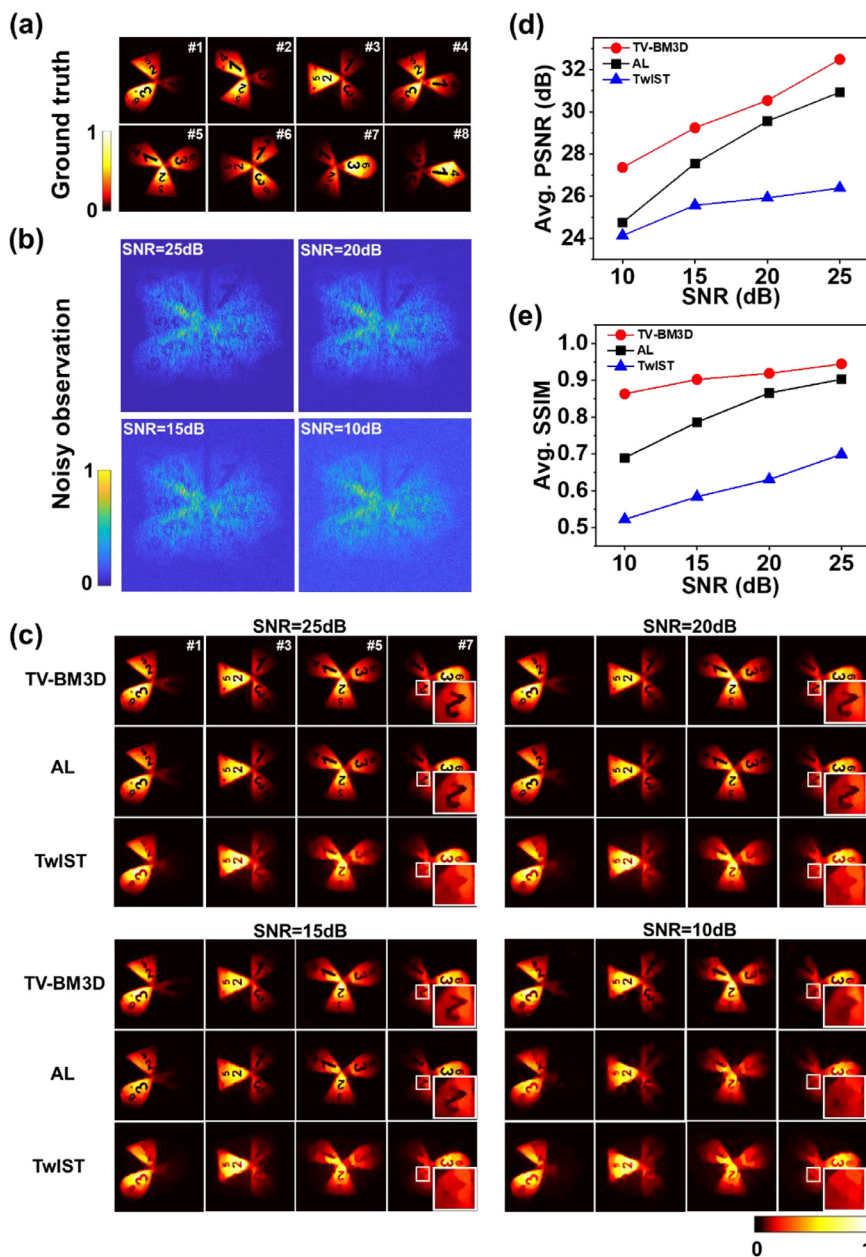 (a)
Ground truth
1
0
#1
#2
#3
#4
#5
#6
#7
#8
(b)
Noisy observation
1
0
SNR=25dB
SNR=20dB
SNR=15dB
SNR=10dB
(d)
Avg. PSNR (dB)
32
30
28
26
24
TV-BM3D
AL
TwIST
10 15 20 25
SNR (dB)
(e)
Avg. SSIM
1.0
0.9
0.8
0.7
0.6
0.5
TV-BM3D
AL
TwIST
10 15 20 25
SNR (dB)
(c)
SNR=25dB
#1 #3 #5 #7
TV-BM3D
AL
TwIST
SNR=20dB
SNR=15dB
TV-BM3D
AL
TwIST
SNR=10dB
0 1